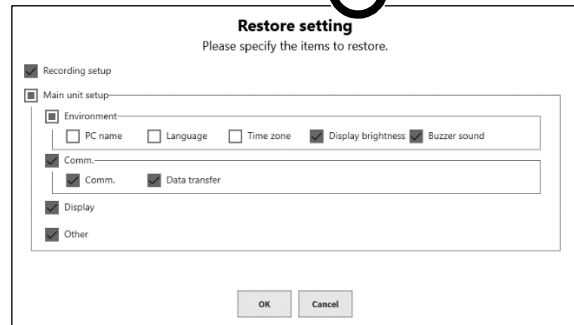 Restore setting
Please specify the items to restore.
Recording setup
Main unit setup
Environment
PC name Language Time zone Display brightness Buzzer sound
Comm.
Comm. Data transfer
Display
Other
OK Cancel